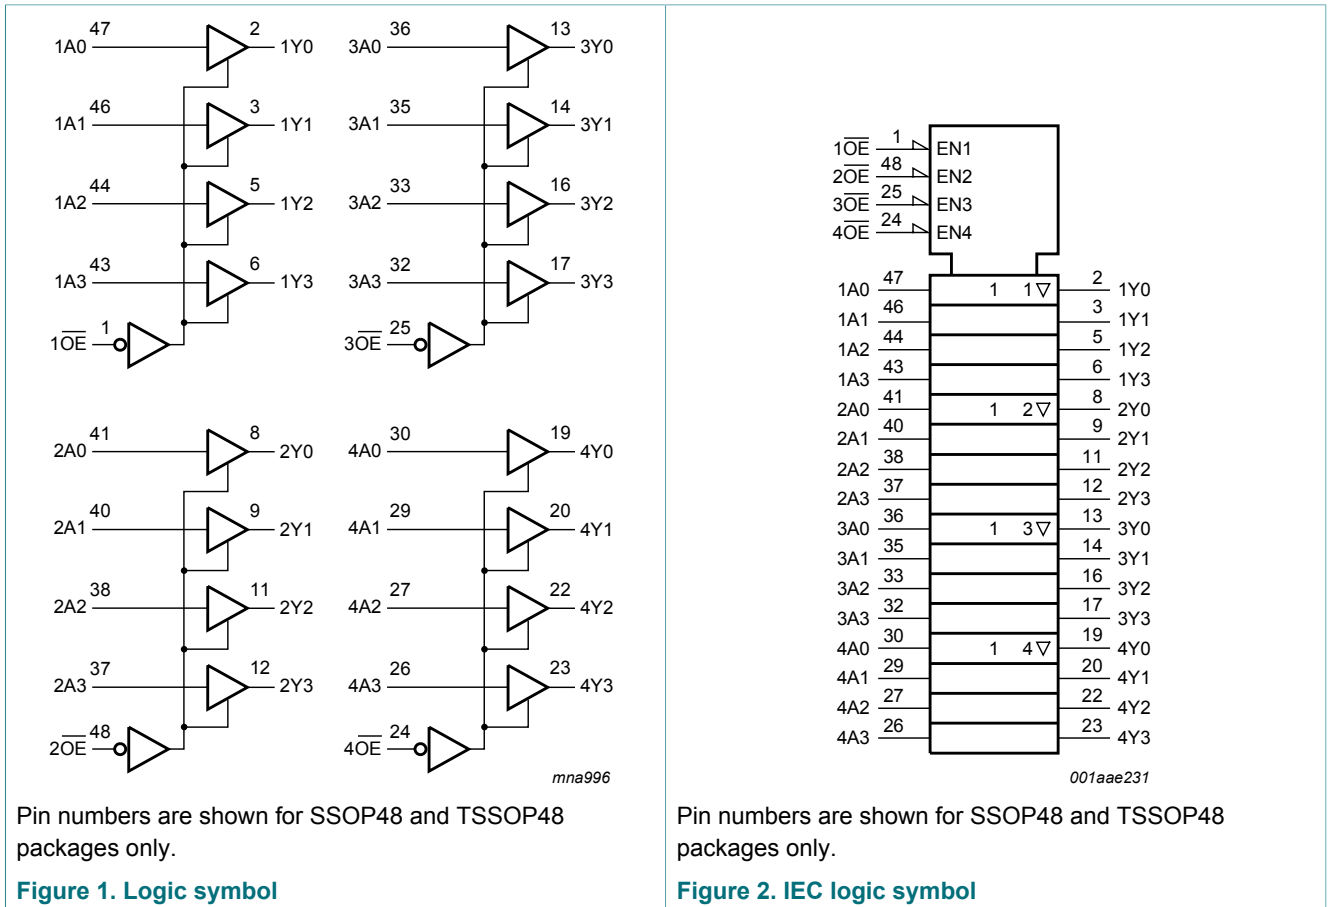 47 2
1A0 1Y0
46 3
1A1 1Y1
44 5
1A2 1Y2
43 6
1A3 1Y3
1OE 1
36 13
3A0 3Y0
35 14
3A1 3Y1
33 16
3A2 3Y2
32 17
3A3 3Y3
3OE 25
41 8
2A0 2Y0
40 9
2A1 2Y1
38 11
2A2 2Y2
37 12
2A3 2Y3
2OE 48
30 19
4A0 4Y0
29 20
4A1 4Y1
27 22
4A2 4Y2
26 23
4A3 4Y3
4OE 24
mna996
Pin numbers are shown for SSOP48 and TSSOP48
packages only.
Figure 1. Logic symbol
1OE 1 EN1
2OE 48 EN2
3OE 25 EN3
4OE 24 EN4
1A0 47 1 1▽ 2 1Y0
1A1 46 3 1Y1
1A2 44 5 1Y2
1A3 43 6 1Y3
2A0 41 1 2▽ 8 2Y0
2A1 40 9 2Y1
2A2 38 11 2Y2
2A3 37 12 2Y3
3A0 36 1 3▽ 13 3Y0
3A1 35 14 3Y1
3A2 33 16 3Y2
3A3 32 17 3Y3
4A0 30 1 4▽ 19 4Y0
4A1 29 20 4Y1
4A2 27 22 4Y2
4A3 26 23 4Y3
001aae231
Pin numbers are shown for SSOP48 and TSSOP48
packages only.
Figure 2. IEC logic symbol